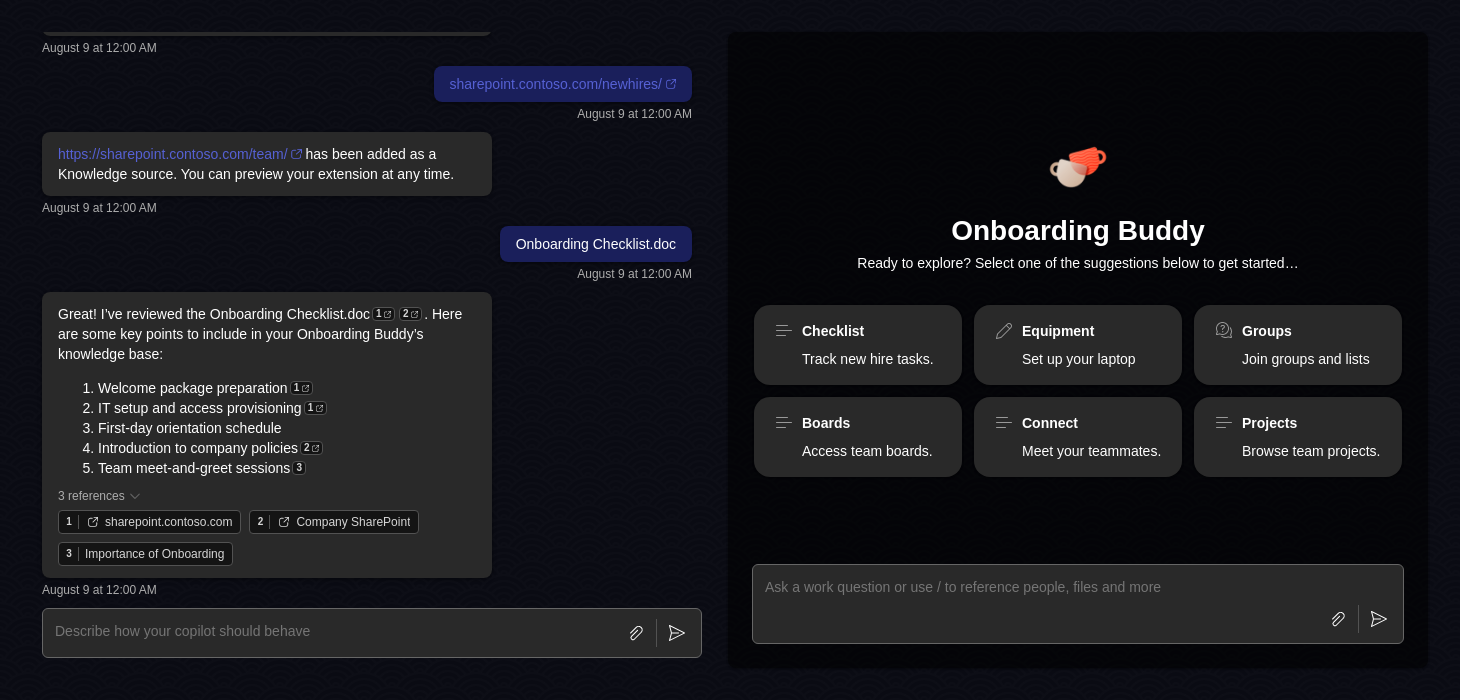 August 9 at 12:00 AM
sharepoint.contoso.com/newhires/
August 9 at 12:00 AM
https://sharepoint.contoso.com/team/ has been added as a
Knowledge source. You can preview your extension at any time.
August 9 at 12:00 AM
Onboarding Checklist.doc
August 9 at 12:00 AM
Great! I've reviewed the Onboarding Checklist.doc 1 2 . Here
are some key points to include in your Onboarding Buddy's
knowledge base:
1. Welcome package preparation 1
2. IT setup and access provisioning 1
3. First-day orientation schedule
4. Introduction to company policies 2
5. Team meet-and-greet sessions 3
3 references
1 sharepoint.contoso.com 2 Company SharePoint
3 Importance of Onboarding
August 9 at 12:00 AM
Describe how your copilot should behave
Onboarding Buddy
Ready to explore? Select one of the suggestions below to get started…
Checklist
Track new hire tasks.
Equipment
Set up your laptop
Groups
Join groups and lists
Boards
Access team boards.
Connect
Meet your teammates.
Projects
Browse team projects.
Ask a work question or use / to reference people, files and more